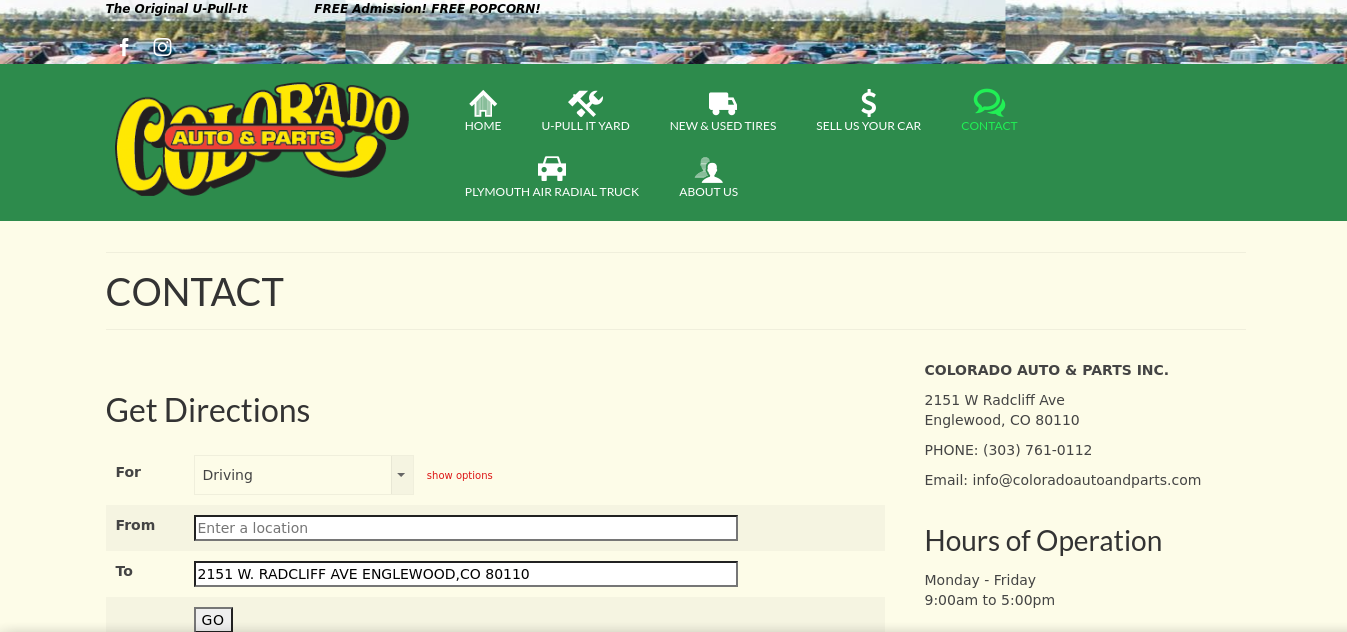 The Original U-Pull-It FREE Admission! FREE POPCORN!
COLORADO
AUTO & PARTS
HOME U-PULL IT YARD NEW & USED TIRES SELL US YOUR CAR CONTACT
PLYMOUTH AIR RADIAL TRUCK ABOUT US
CONTACT
Get Directions
For Driving show options
From Enter a location
To 2151 W. RADCLIFF AVE ENGLEWOOD,CO 80110
GO
COLORADO AUTO & PARTS INC.
2151 W Radcliff Ave
Englewood, CO 80110
PHONE: (303) 761-0112
Email: info@coloradoautoandparts.com
Hours of Operation
Monday - Friday
9:00am to 5:00pm